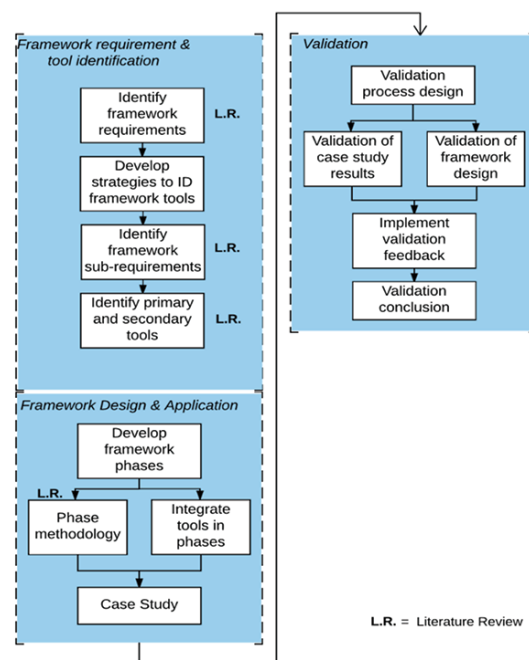 Framework requirement &
tool identification
Identify
framework
requirements
L.R.
Develop
strategies to ID
framework tools
Identify
framework
sub-requirements
L.R.
Identify primary
and secondary
tools
L.R.
Framework Design & Application
Develop
framework
phases
L.R.
Phase
methodology
Integrate
tools in
phases
Case Study
Validation
Validation
process design
Validation of
case study
results
Validation of
framework
design
Implement
validation
feedback
Validation
conclusion
L.R. = Literature Review